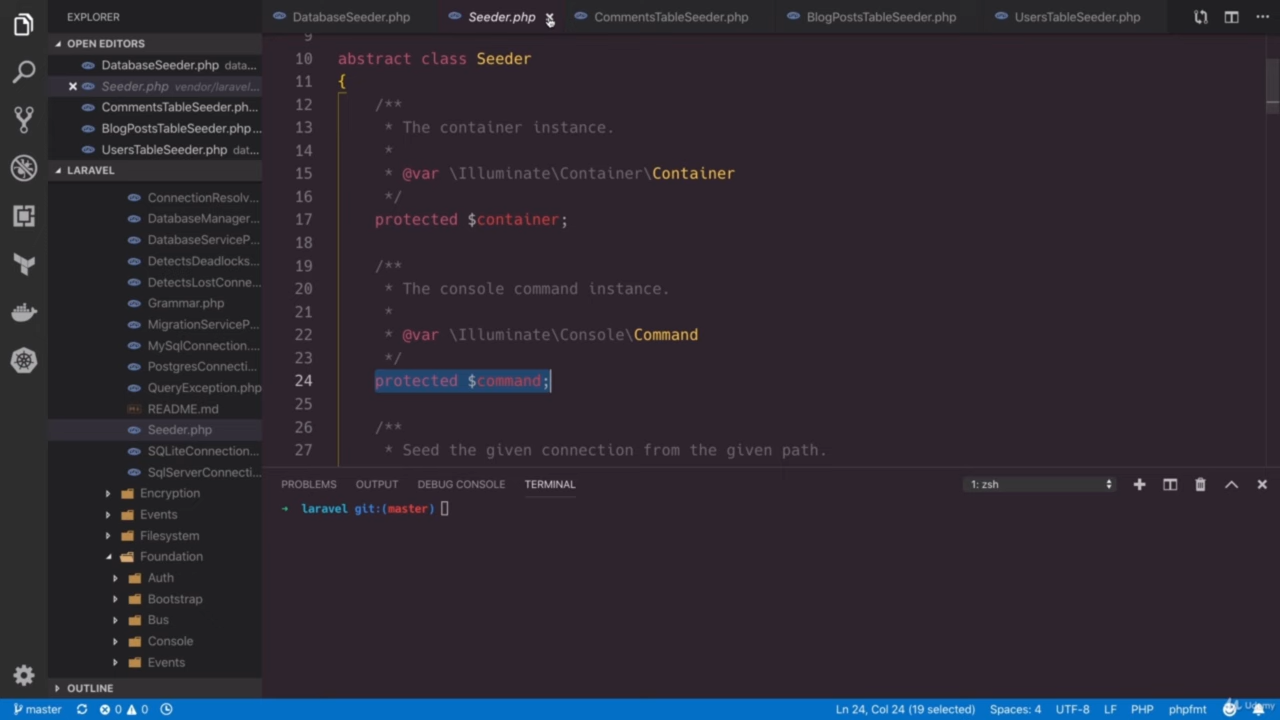 EXPLORER
OPEN EDITORS
DatabaseSeeder.php data...
Seeder.php vendor/laravel...
CommentsTableSeeder.ph...
BlogPostsTableSeeder.php ...
UsersTableSeeder.php dat...
LARAVEL
ConnectionResolv...
DatabaseManager...
DatabaseServiceP...
DetectsDeadlocks...
DetectsLostConne...
Grammar.php
MigrationServiceP...
MySqlConnection....
PostgresConnecti...
QueryException.php
README.md
Seeder.php
SQLiteConnection...
SqlServerConnecti...
Encryption
Events
Filesystem
Foundation
Auth
Bootstrap
Bus
Console
Events
OUTLINE
DatabaseSeeder.php Seeder.php CommentsTableSeeder.php BlogPostsTableSeeder.php UsersTableSeeder.php
9
10 abstract class Seeder
11 {
12 /**
13 * The container instance.
14 *
15 * @var \Illuminate\Container\Container
16 */
17 protected $container;
18
19 /**
20 * The console command instance.
21 *
22 * @var \Illuminate\Console\Command
23 */
24 protected $command;
25
26 /**
27 * Seed the given connection from the given path.
PROBLEMS OUTPUT DEBUG CONSOLE TERMINAL 1: zsh
→ laravel git:(master)
master 0 0 Ln 24, Col 24 (19 selected) Spaces: 4 UTF-8 LF PHP phpfmt
Udemy